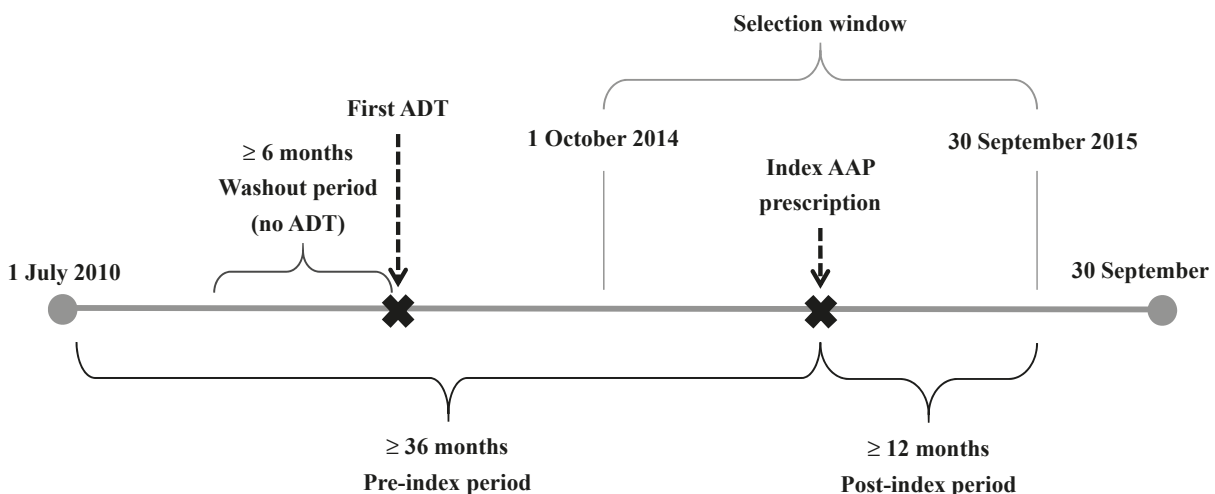 Selection window
First ADT
1 October 2014
30 September 2015
≥ 6 months
Washout period
(no ADT)
Index AAP
prescription
1 July 2010
30 September
≥ 36 months
Pre-index period
≥ 12 months
Post-index period